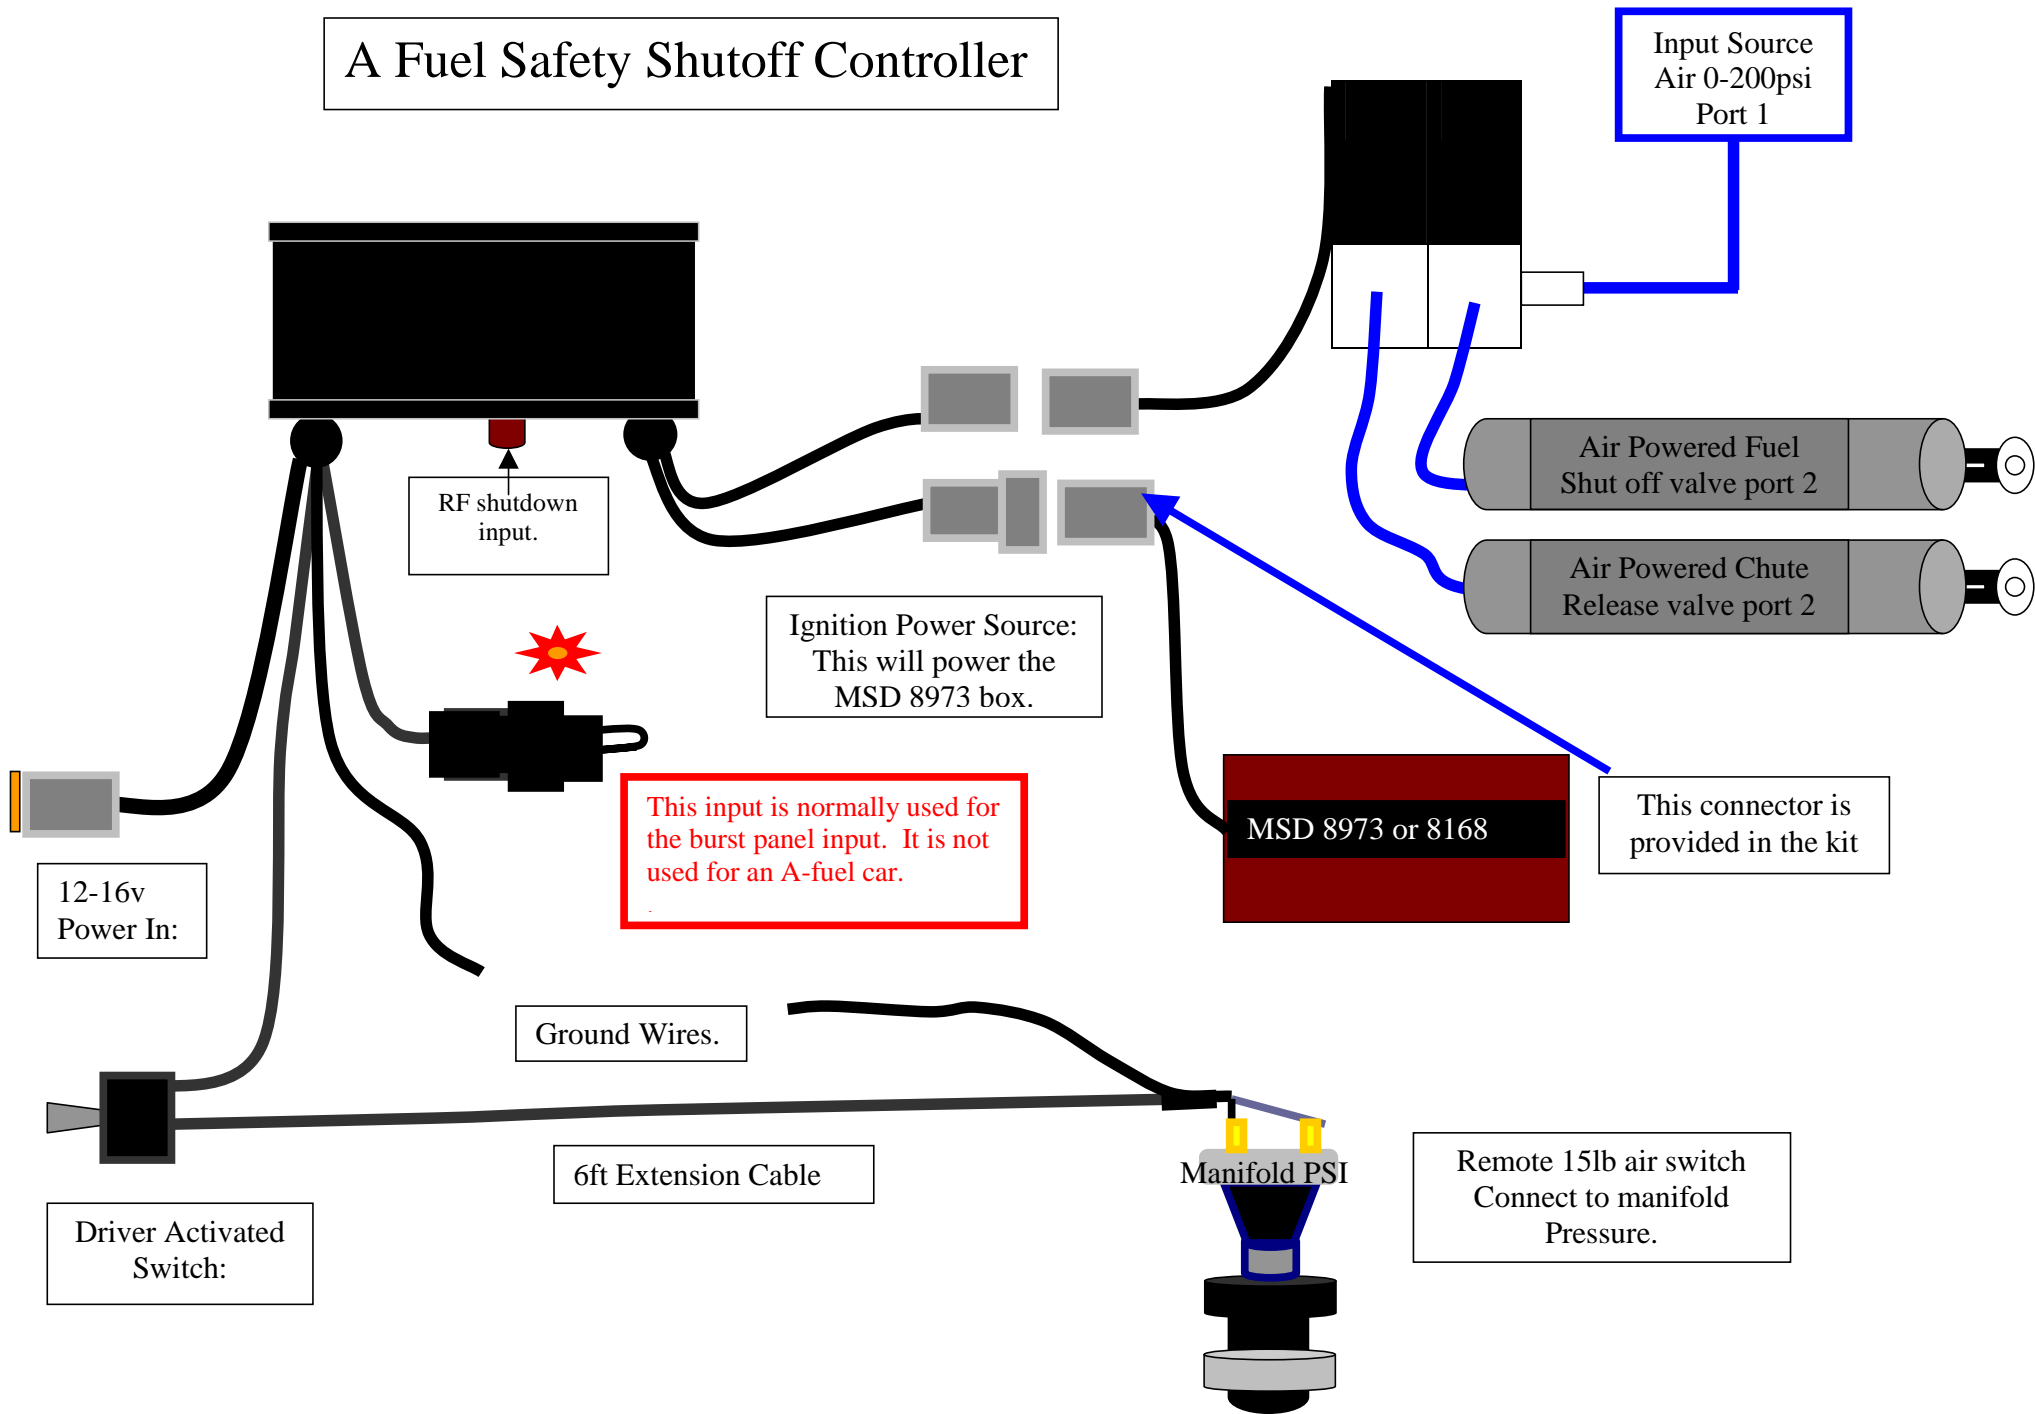 A Fuel Safety Shutoff Controller
Input Source
Air 0-200psi
Port 1
RF shutdown
input.
Air Powered Fuel
Shut off valve port 2
Air Powered Chute
Release valve port 2
Ignition Power Source:
This will power the
MSD 8973 box.
This input is normally used for
the burst panel input.  It is not
used for an A-fuel car.
.
MSD 8973 or 8168
This connector is
provided in the kit
12-16v
Power In:
Ground Wires.
6ft Extension Cable
Manifold PSI
Remote 15lb air switch
Connect to manifold
Pressure.
Driver Activated
Switch: